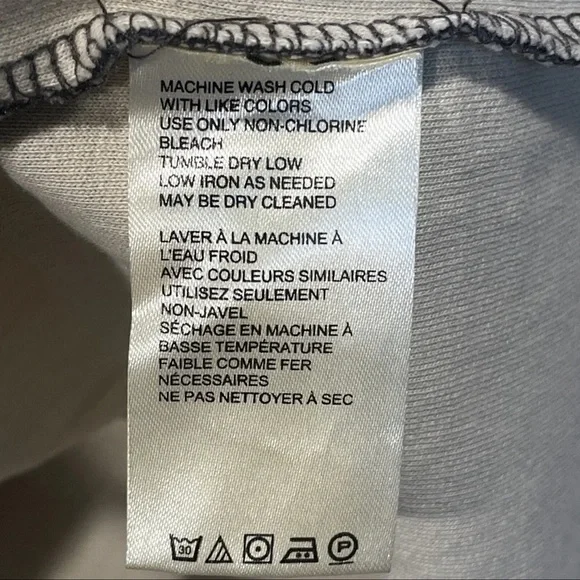 MACHINE WASH COLD
WITH LIKE COLORS
USE ONLY NON-CHLORINE
BLEACH
TUMBLE DRY LOW
LOW IRON AS NEEDED
MAY BE DRY CLEANED
LAVER À LA MACHINE À
L'EAU FROID
AVEC COULEURS SIMILAIRES
UTILISEZ SEULEMENT
NON-JAVEL
SÉCHAGE EN MACHINE À
BASSE TEMPÉRATURE
FAIBLE COMME FER
NÉCESSAIRES
NE PAS NETTOYER À SEC
30 P